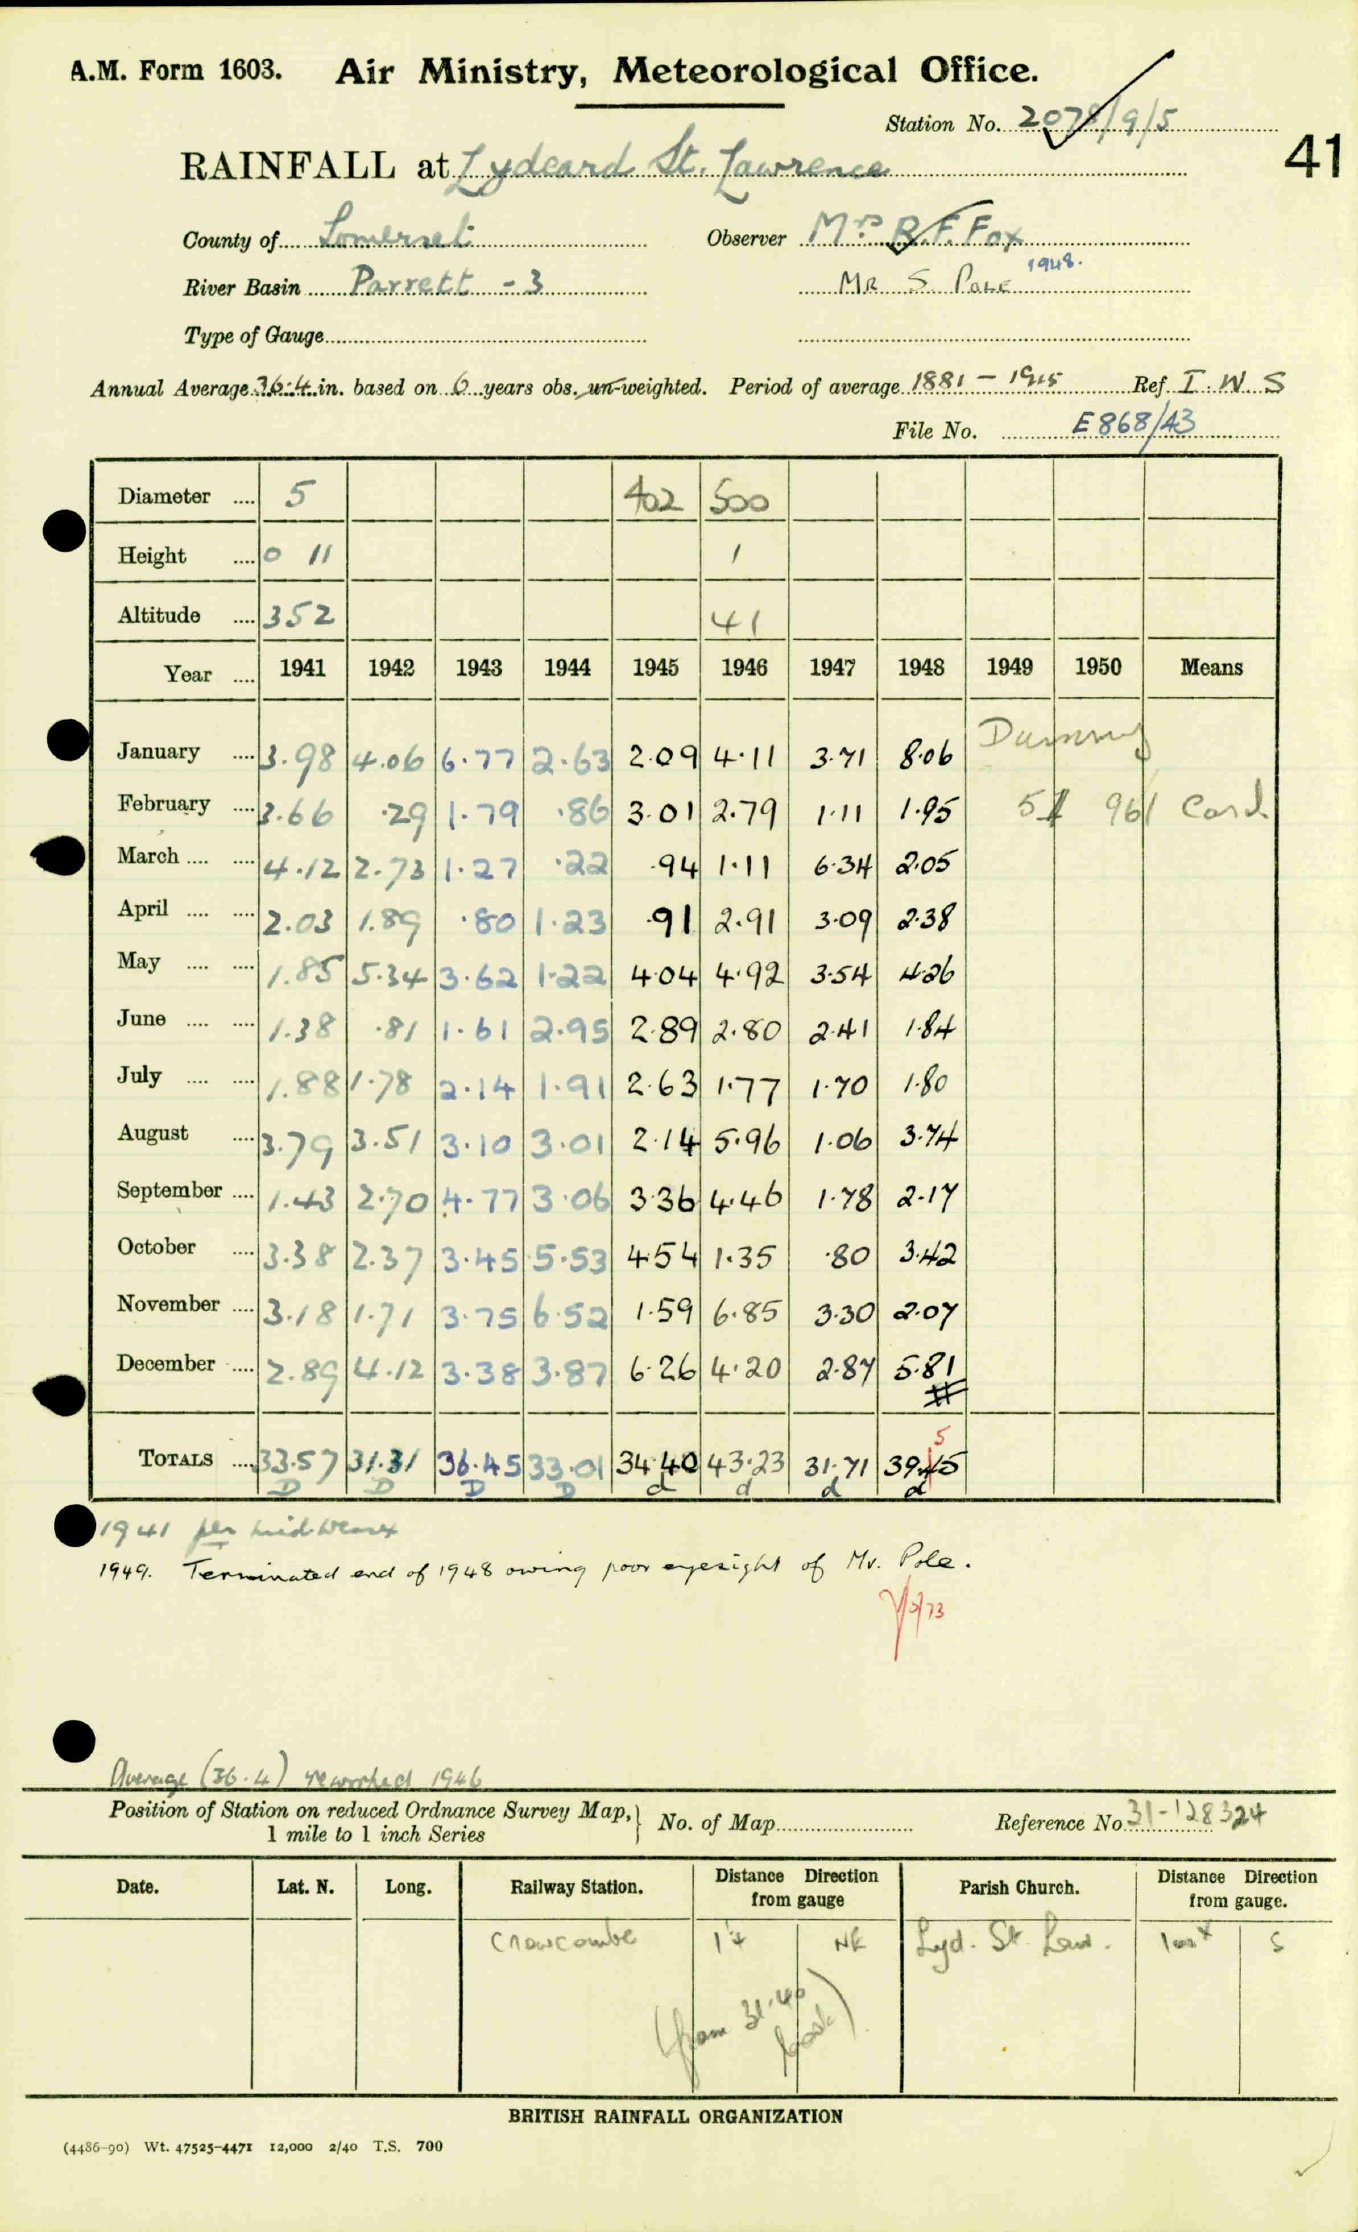 A.M. Form 1603. Air Ministry, Meteorological Office.
Station No. 2078/9/5
41
RAINFALL at Lydeard St. Lawrence
County of Somerset Observer Mrs B.F. Fox
River Basin Parrett - 3 Mr S Pole 1948.
Type of Gauge
Annual Average 36.4 in. based on 6 years obs. un-weighted. Period of average 1881 - 1915 Ref I. W S
File No. E868/43
Diameter .... 5 402 500
Height .... 0 11 1
Altitude .... 352 41
Year .... 1941 1942 1943 1944 1945 1946 1947 1948 1949 1950 Means
January .... 3.98 4.06 6.77 2.63 2.09 4.11 3.71 8.06 Dummy
February .... 3.66 .29 1.79 .86 3.01 2.79 1.11 1.95 51 961 Card
March .... .... 4.12 2.73 1.27 .22 .94 1.11 6.34 2.05
April .... .... 2.03 1.89 .80 1.23 .91 2.91 3.09 2.38
May .... .... 1.85 5.34 3.62 1.22 4.04 4.92 3.54 4.26
June .... .... 1.38 .81 1.61 2.95 2.89 2.80 2.41 1.84
July .... .... 1.88 1.78 2.14 1.91 2.63 1.77 1.70 1.80
August .... 3.79 3.51 3.10 3.01 2.14 5.96 1.06 3.74
September .... 1.43 2.70 4.77 3.06 3.36 4.46 1.78 2.17
October .... 3.38 2.37 3.45 5.53 4.54 1.35 .80 3.42
November .... 3.18 1.71 3.75 6.52 1.59 6.85 3.30 2.07
December .... 2.89 4.12 3.38 3.87 6.26 4.20 2.87 5.81
5
TOTALS .... 33.57 31.31 36.45 33.01 34.40 43.23 31.71 39.45
D D D D d d d d
1941 per
1949. Terminated end of 1948 owing poor eyesight of Mr. Pole.
Average (36.4) reworked 1946
Position of Station on reduced Ordnance Survey Map, No. of Map Reference No. 31-128324
1 mile to 1 inch Series
Date. Lat. N. Long. Railway Station. Distance Direction from gauge Parish Church. Distance Direction from gauge.
Crowcombe 1¼ NE Lyd. St Law. S
(from 31-40
book)
BRITISH RAINFALL ORGANIZATION
(4486-90) Wt. 47525-4471 12,000 2/40 T.S. 700